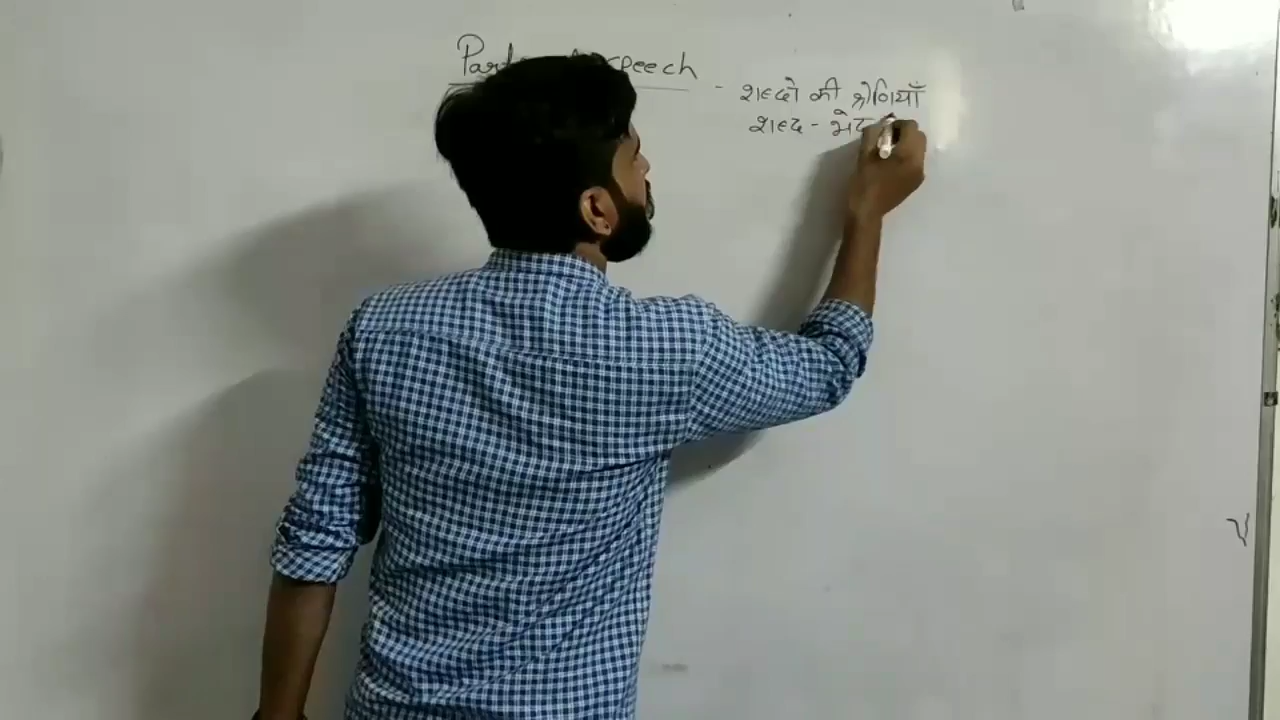 Part speech
- शब्दो की श्रेणियाँ
शब्द - भेद